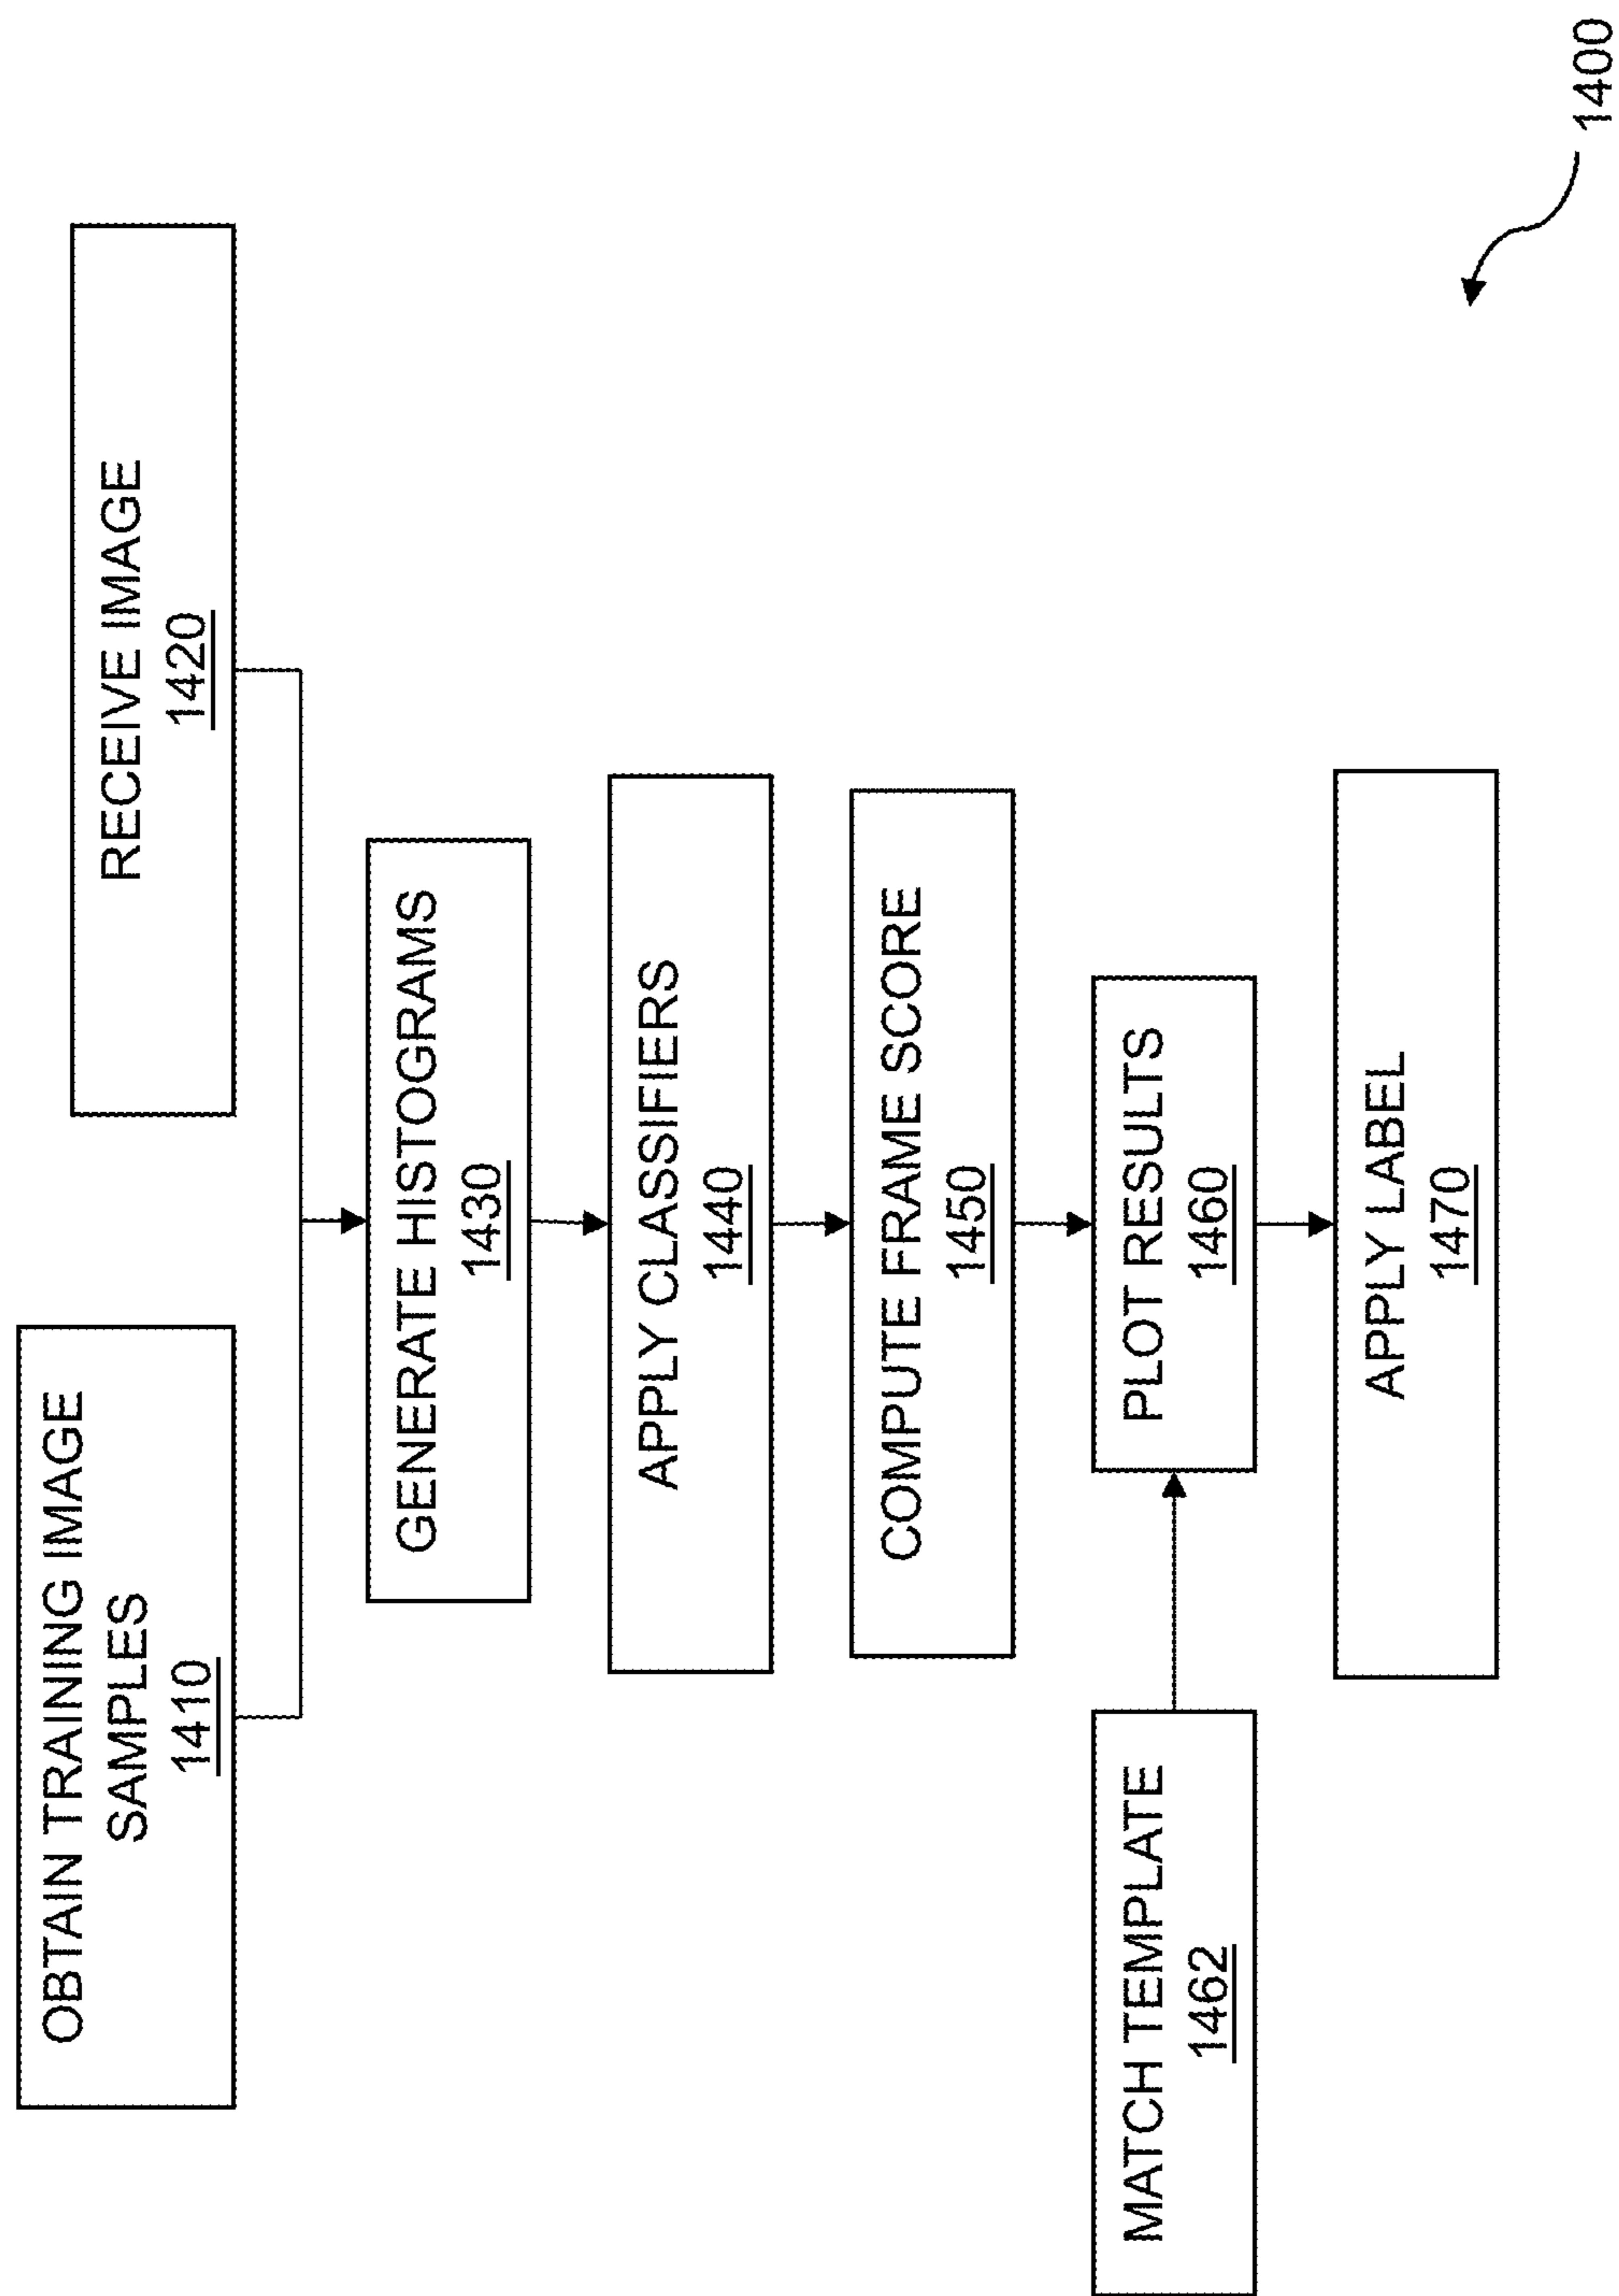 OBTAIN TRAINING IMAGE
SAMPLES
1410
RECEIVE IMAGE
1420
GENERATE HISTOGRAMS
1430
APPLY CLASSIFIERS
1440
COMPUTE FRAME SCORE
1450
MATCH TEMPLATE
1462
PLOT RESULTS
1460
APPLY LABEL
1470
1400